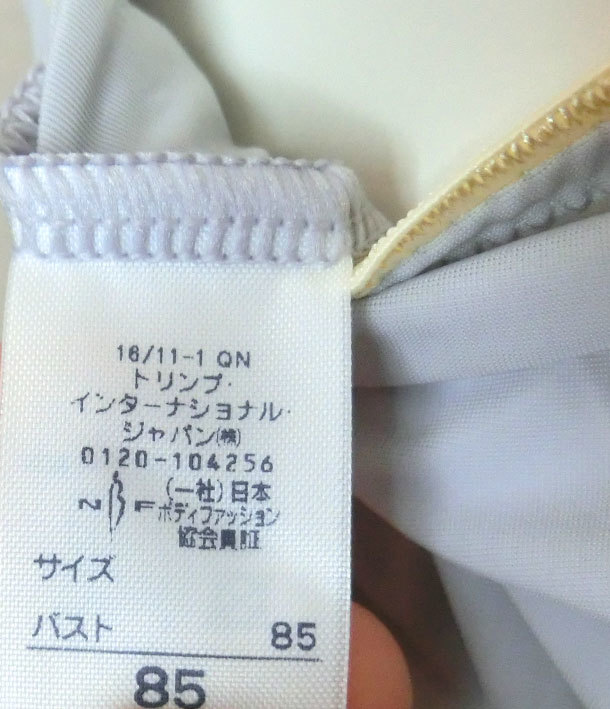 16/11-1 QN
トリンプ・
インターナショナル・
ジャパン㈱
0120-104256
NBF (一社)日本
ボディファッション
協会員証
サイズ
バスト 85
85